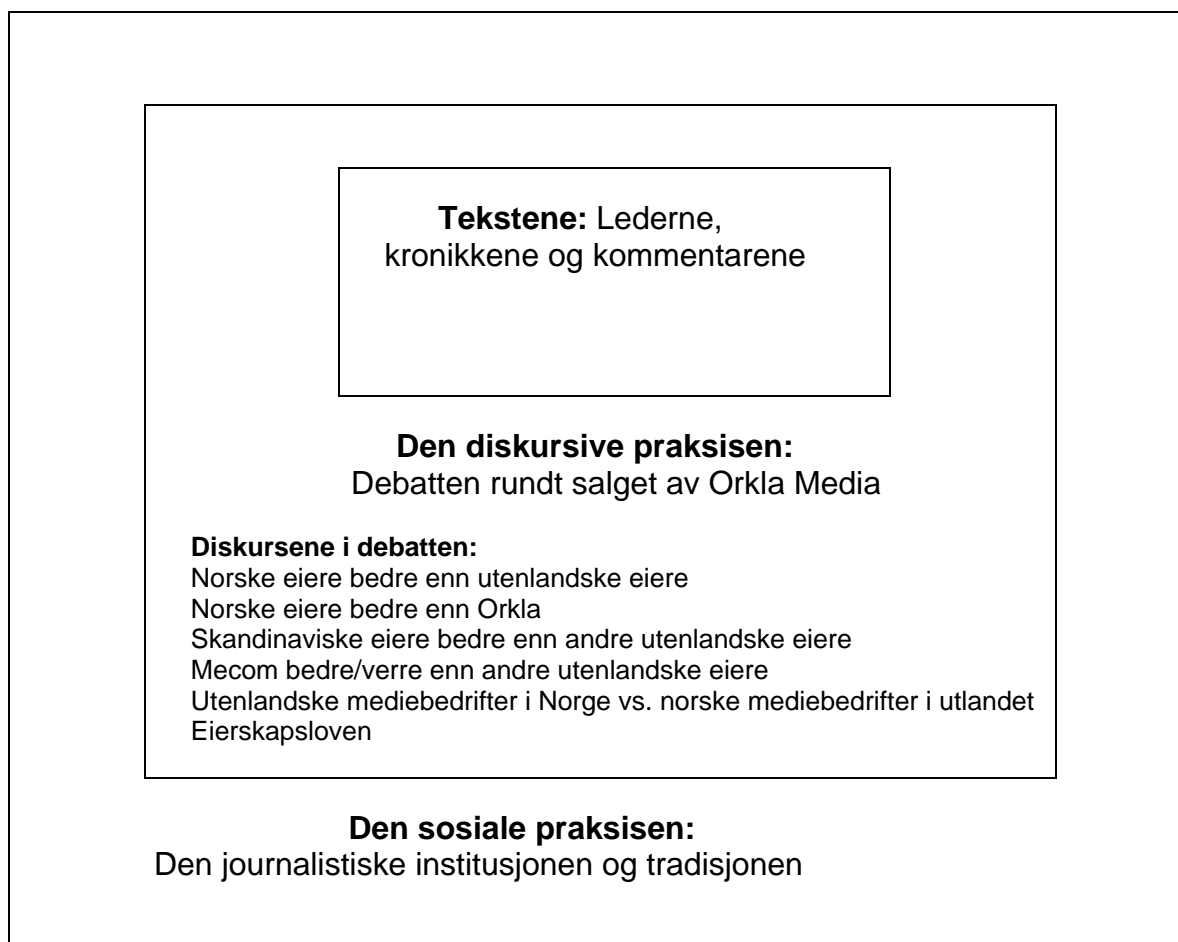 Tekstene: Lederne,
kronikkene og kommentarene
Den diskursive praksisen:
Debatten rundt salget av Orkla Media
Diskursene i debatten:
Norske eiere bedre enn utenlandske eiere
Norske eiere bedre enn Orkla
Skandinaviske eiere bedre enn andre utenlandske eiere
Mecom bedre/verre enn andre utenlandske eiere
Utenlandske mediebedrifter i Norge vs. norske mediebedrifter i utlandet
Eierskapsloven
Den sosiale praksisen:
Den journalistiske institusjonen og tradisjonen